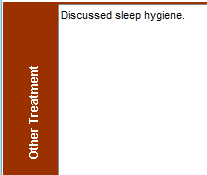 Other Treatment
Discussed sleep hygiene.